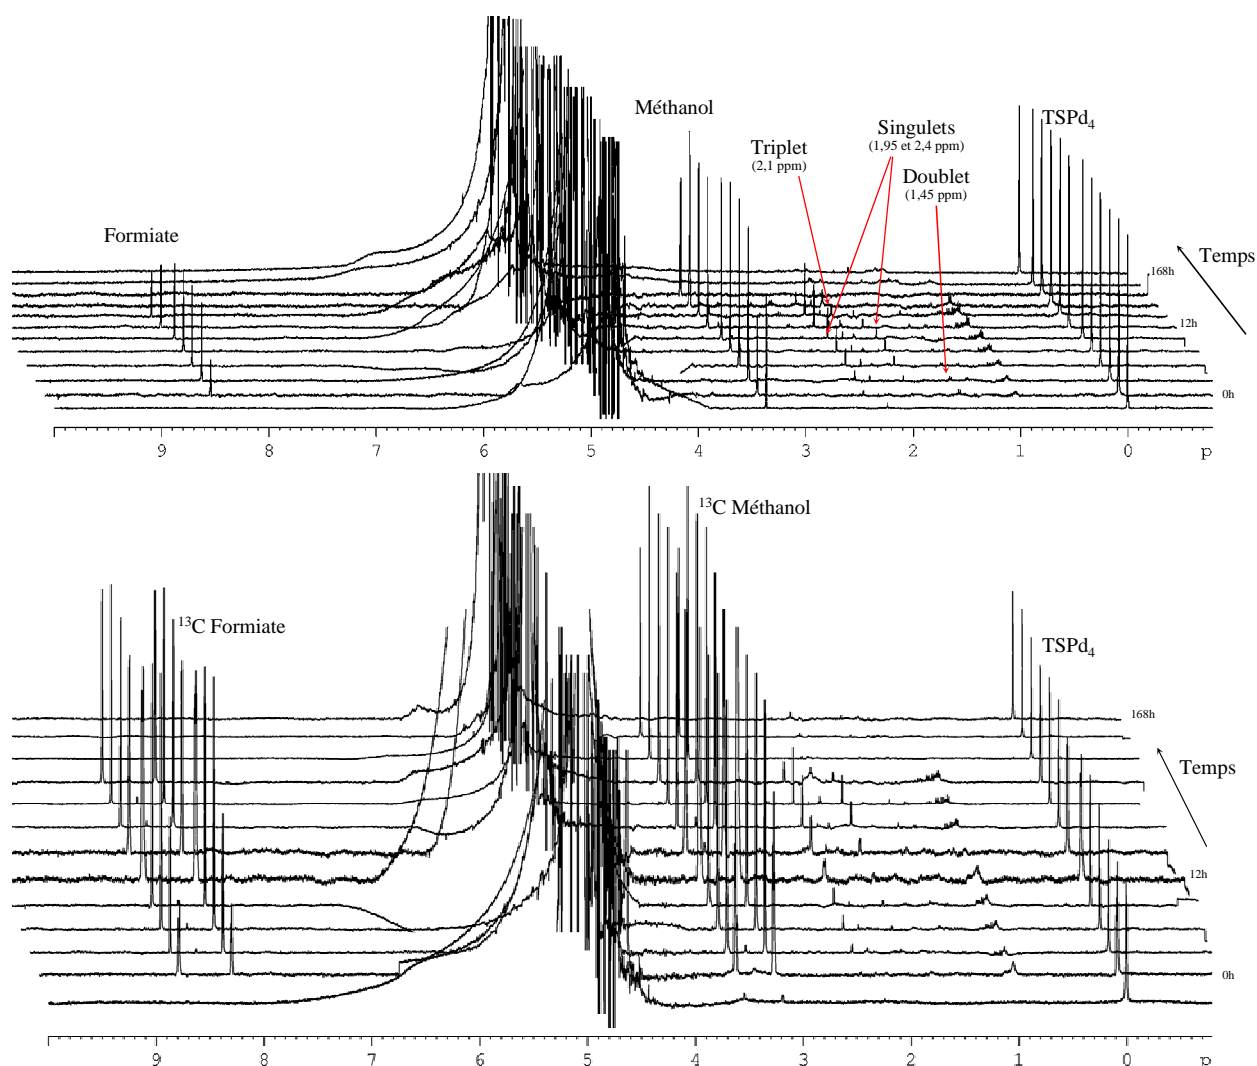 Méthanol
Triplet
(2,1 ppm)
Singulets
(1,95 et 2,4 ppm)
Doublet
(1,45 ppm)
TSPd4
Formiate
Temps
168h
12h
0h
9 8 7 6 5 4 3 2 1 0 p
13C Méthanol
13C Formiate
TSPd4
168h
Temps
12h
0h
9 8 7 6 5 4 3 2 1 0 p